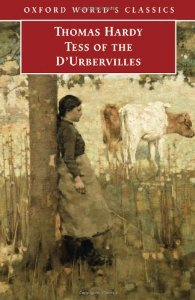 OXFORD WORLD'S CLASSICS
THOMAS HARDY
TESS OF THE
D'URBERVILLES